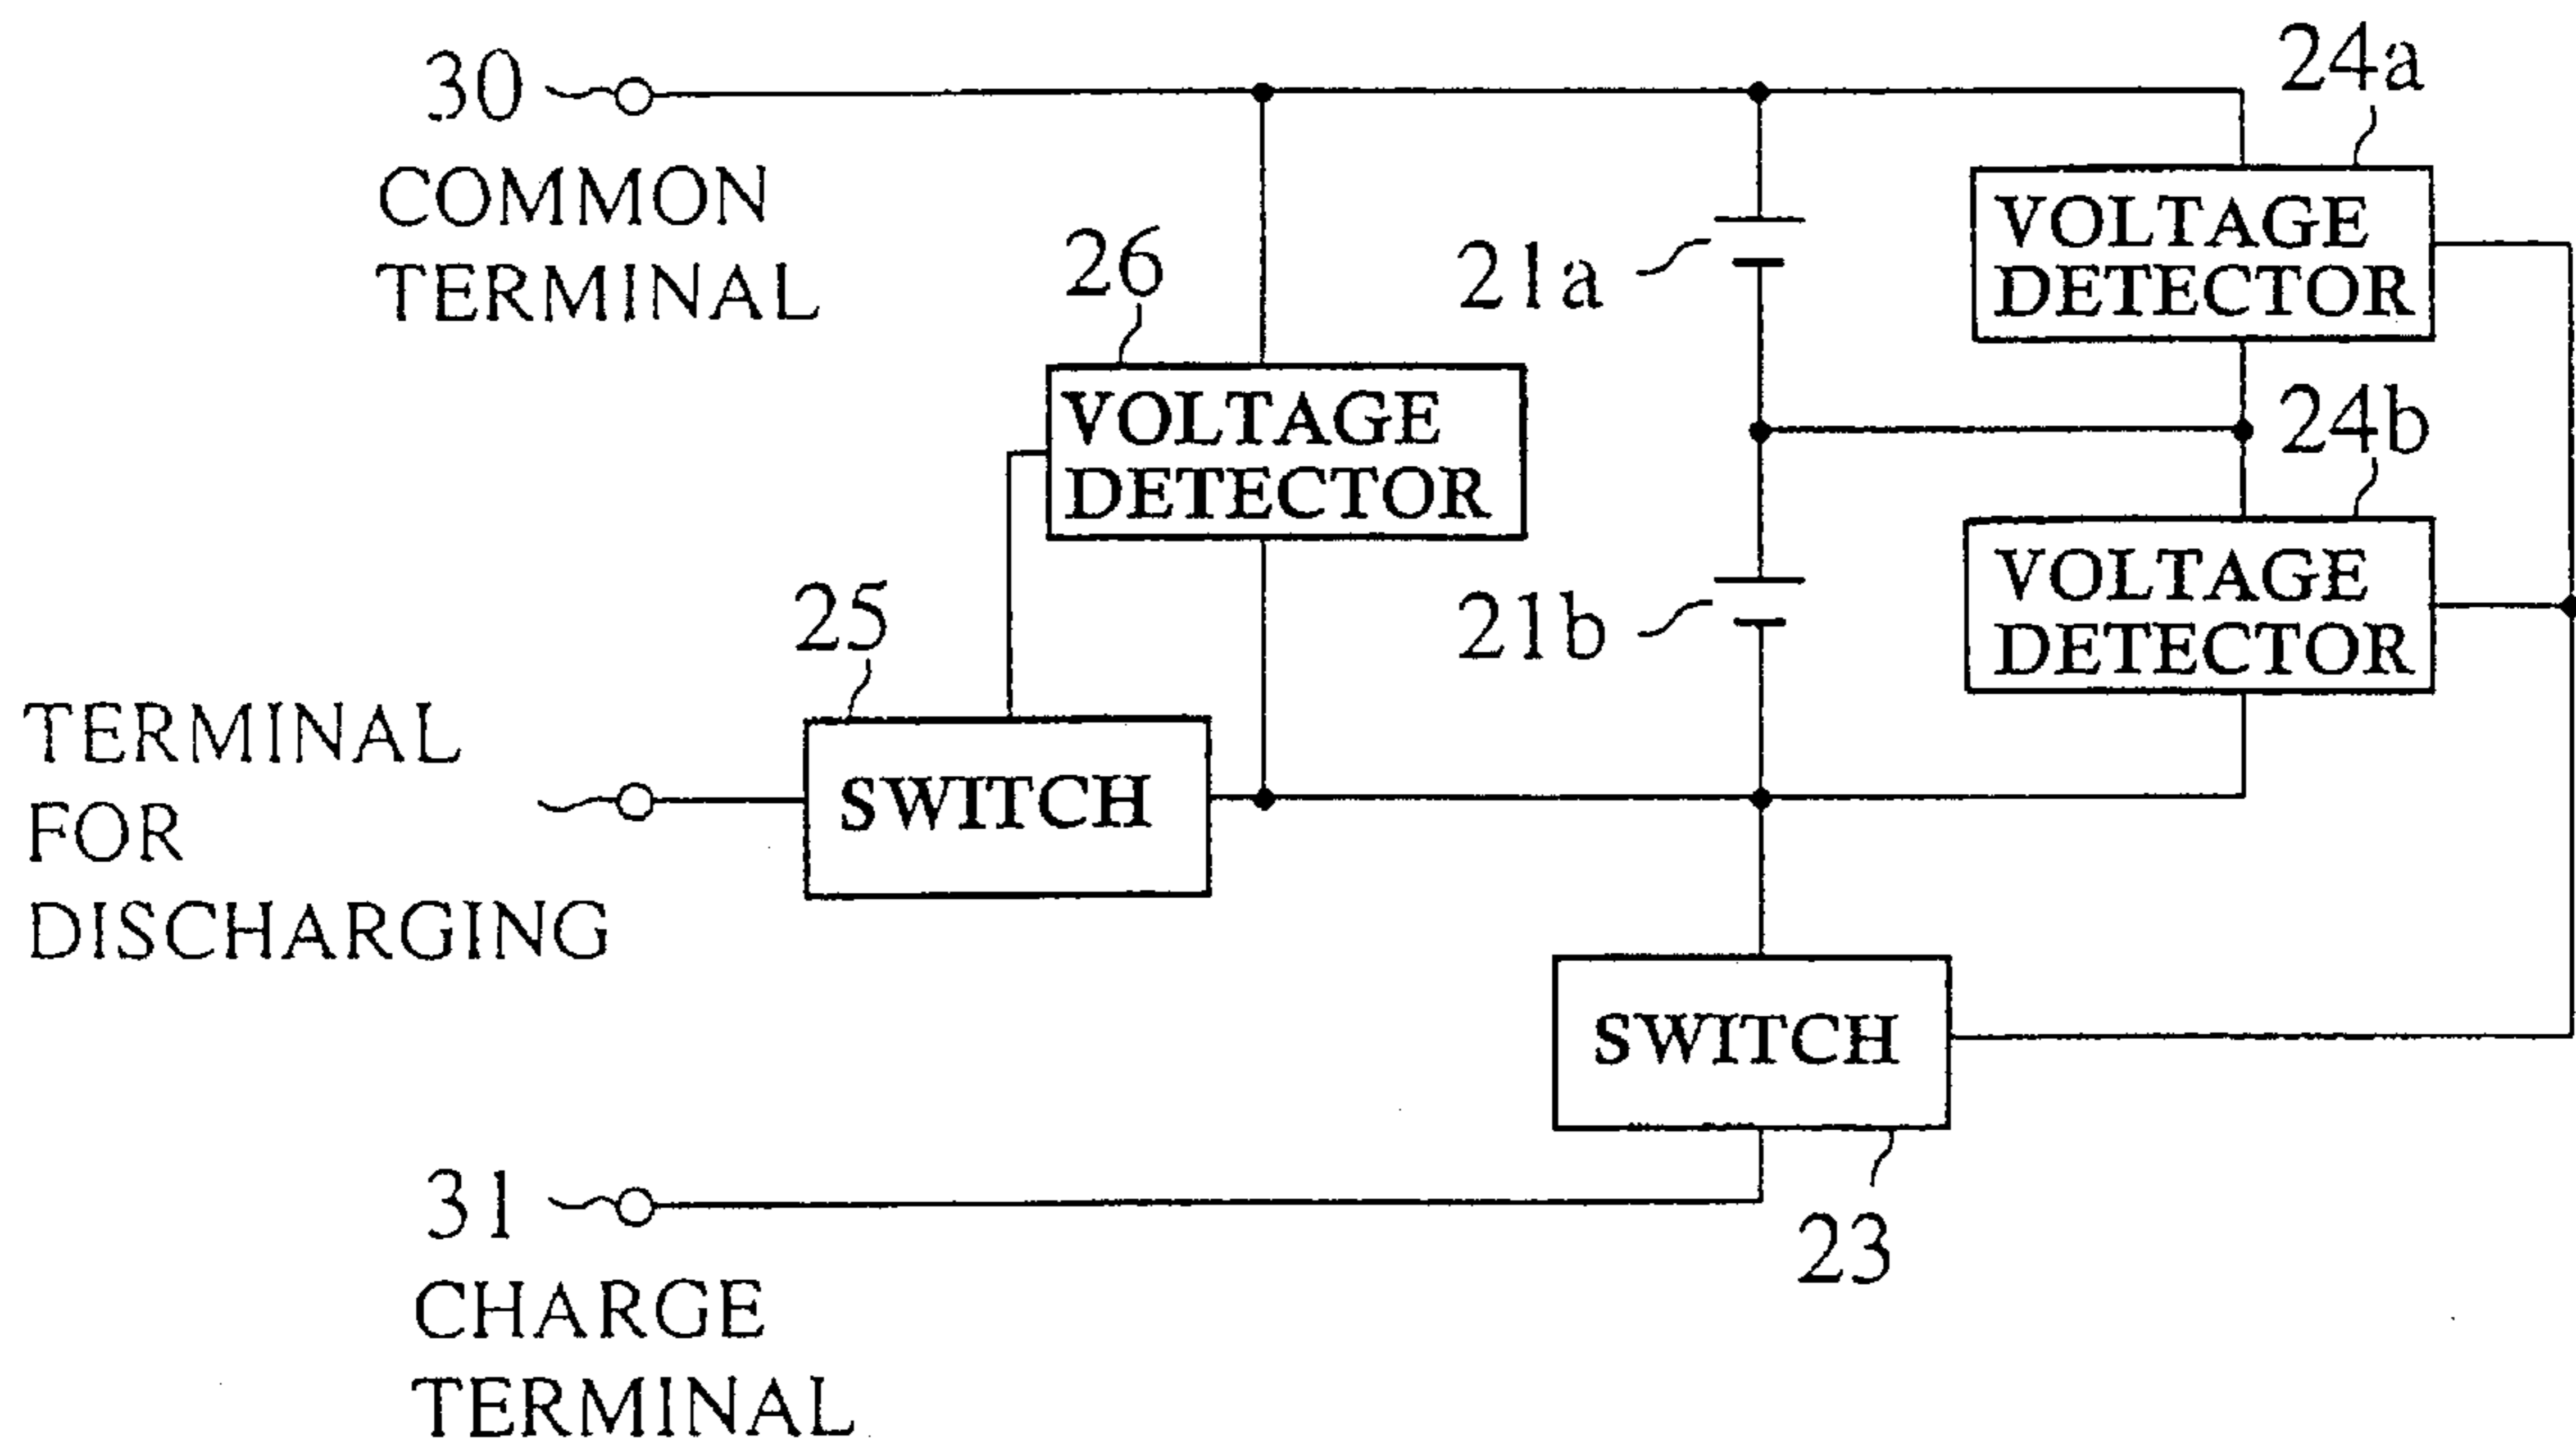 30
COMMON
TERMINAL
24a
VOLTAGE
DETECTOR
26
VOLTAGE
DETECTOR
21a
24b
VOLTAGE
DETECTOR
21b
25
SWITCH
TERMINAL
FOR
DISCHARGING
SWITCH
23
31
CHARGE
TERMINAL